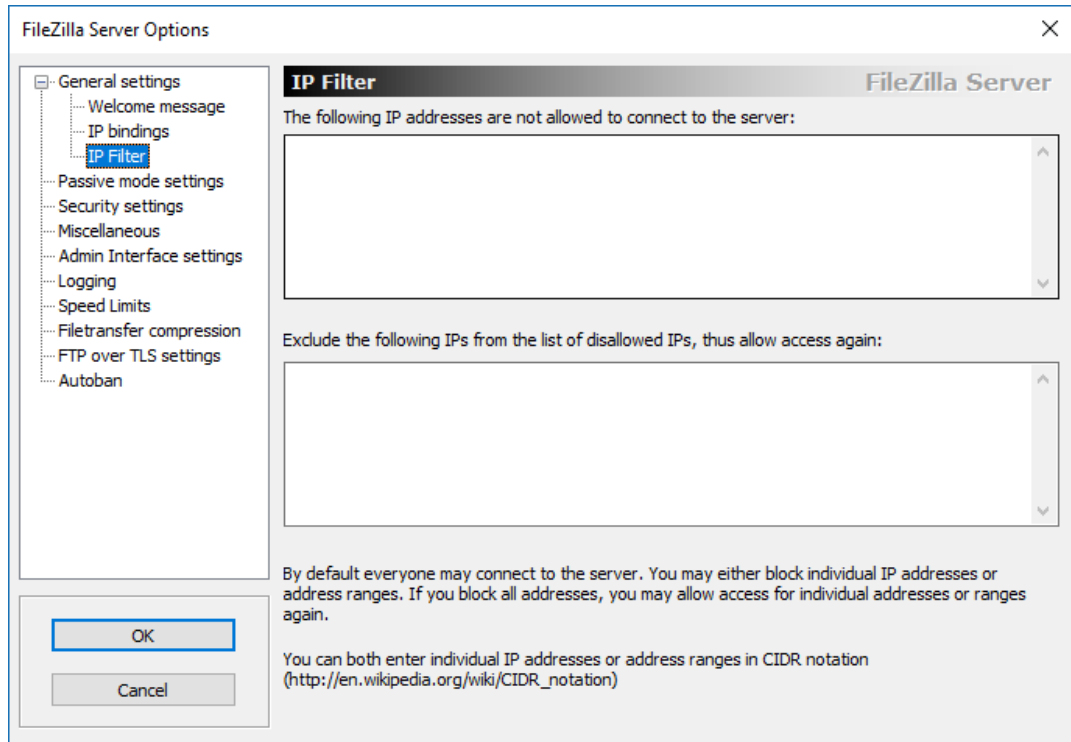 FileZilla Server Options
General settings
Welcome message
IP bindings
IP Filter
Passive mode settings
Security settings
Miscellaneous
Admin Interface settings
Logging
Speed Limits
Filetransfer compression
FTP over TLS settings
Autoban
OK
Cancel
IP Filter FileZilla Server
The following IP addresses are not allowed to connect to the server:
Exclude the following IPs from the list of disallowed IPs, thus allow access again:
By default everyone may connect to the server. You may either block individual IP addresses or
address ranges. If you block all addresses, you may allow access for individual addresses or ranges
again.
You can both enter individual IP addresses or address ranges in CIDR notation
(http://en.wikipedia.org/wiki/CIDR_notation)